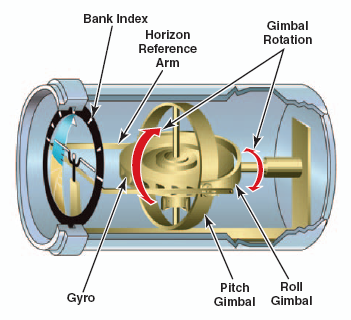 Bank Index
Horizon
Reference
Arm
Gimbal
Rotation
Gyro
Pitch
Gimbal
Roll
Gimbal